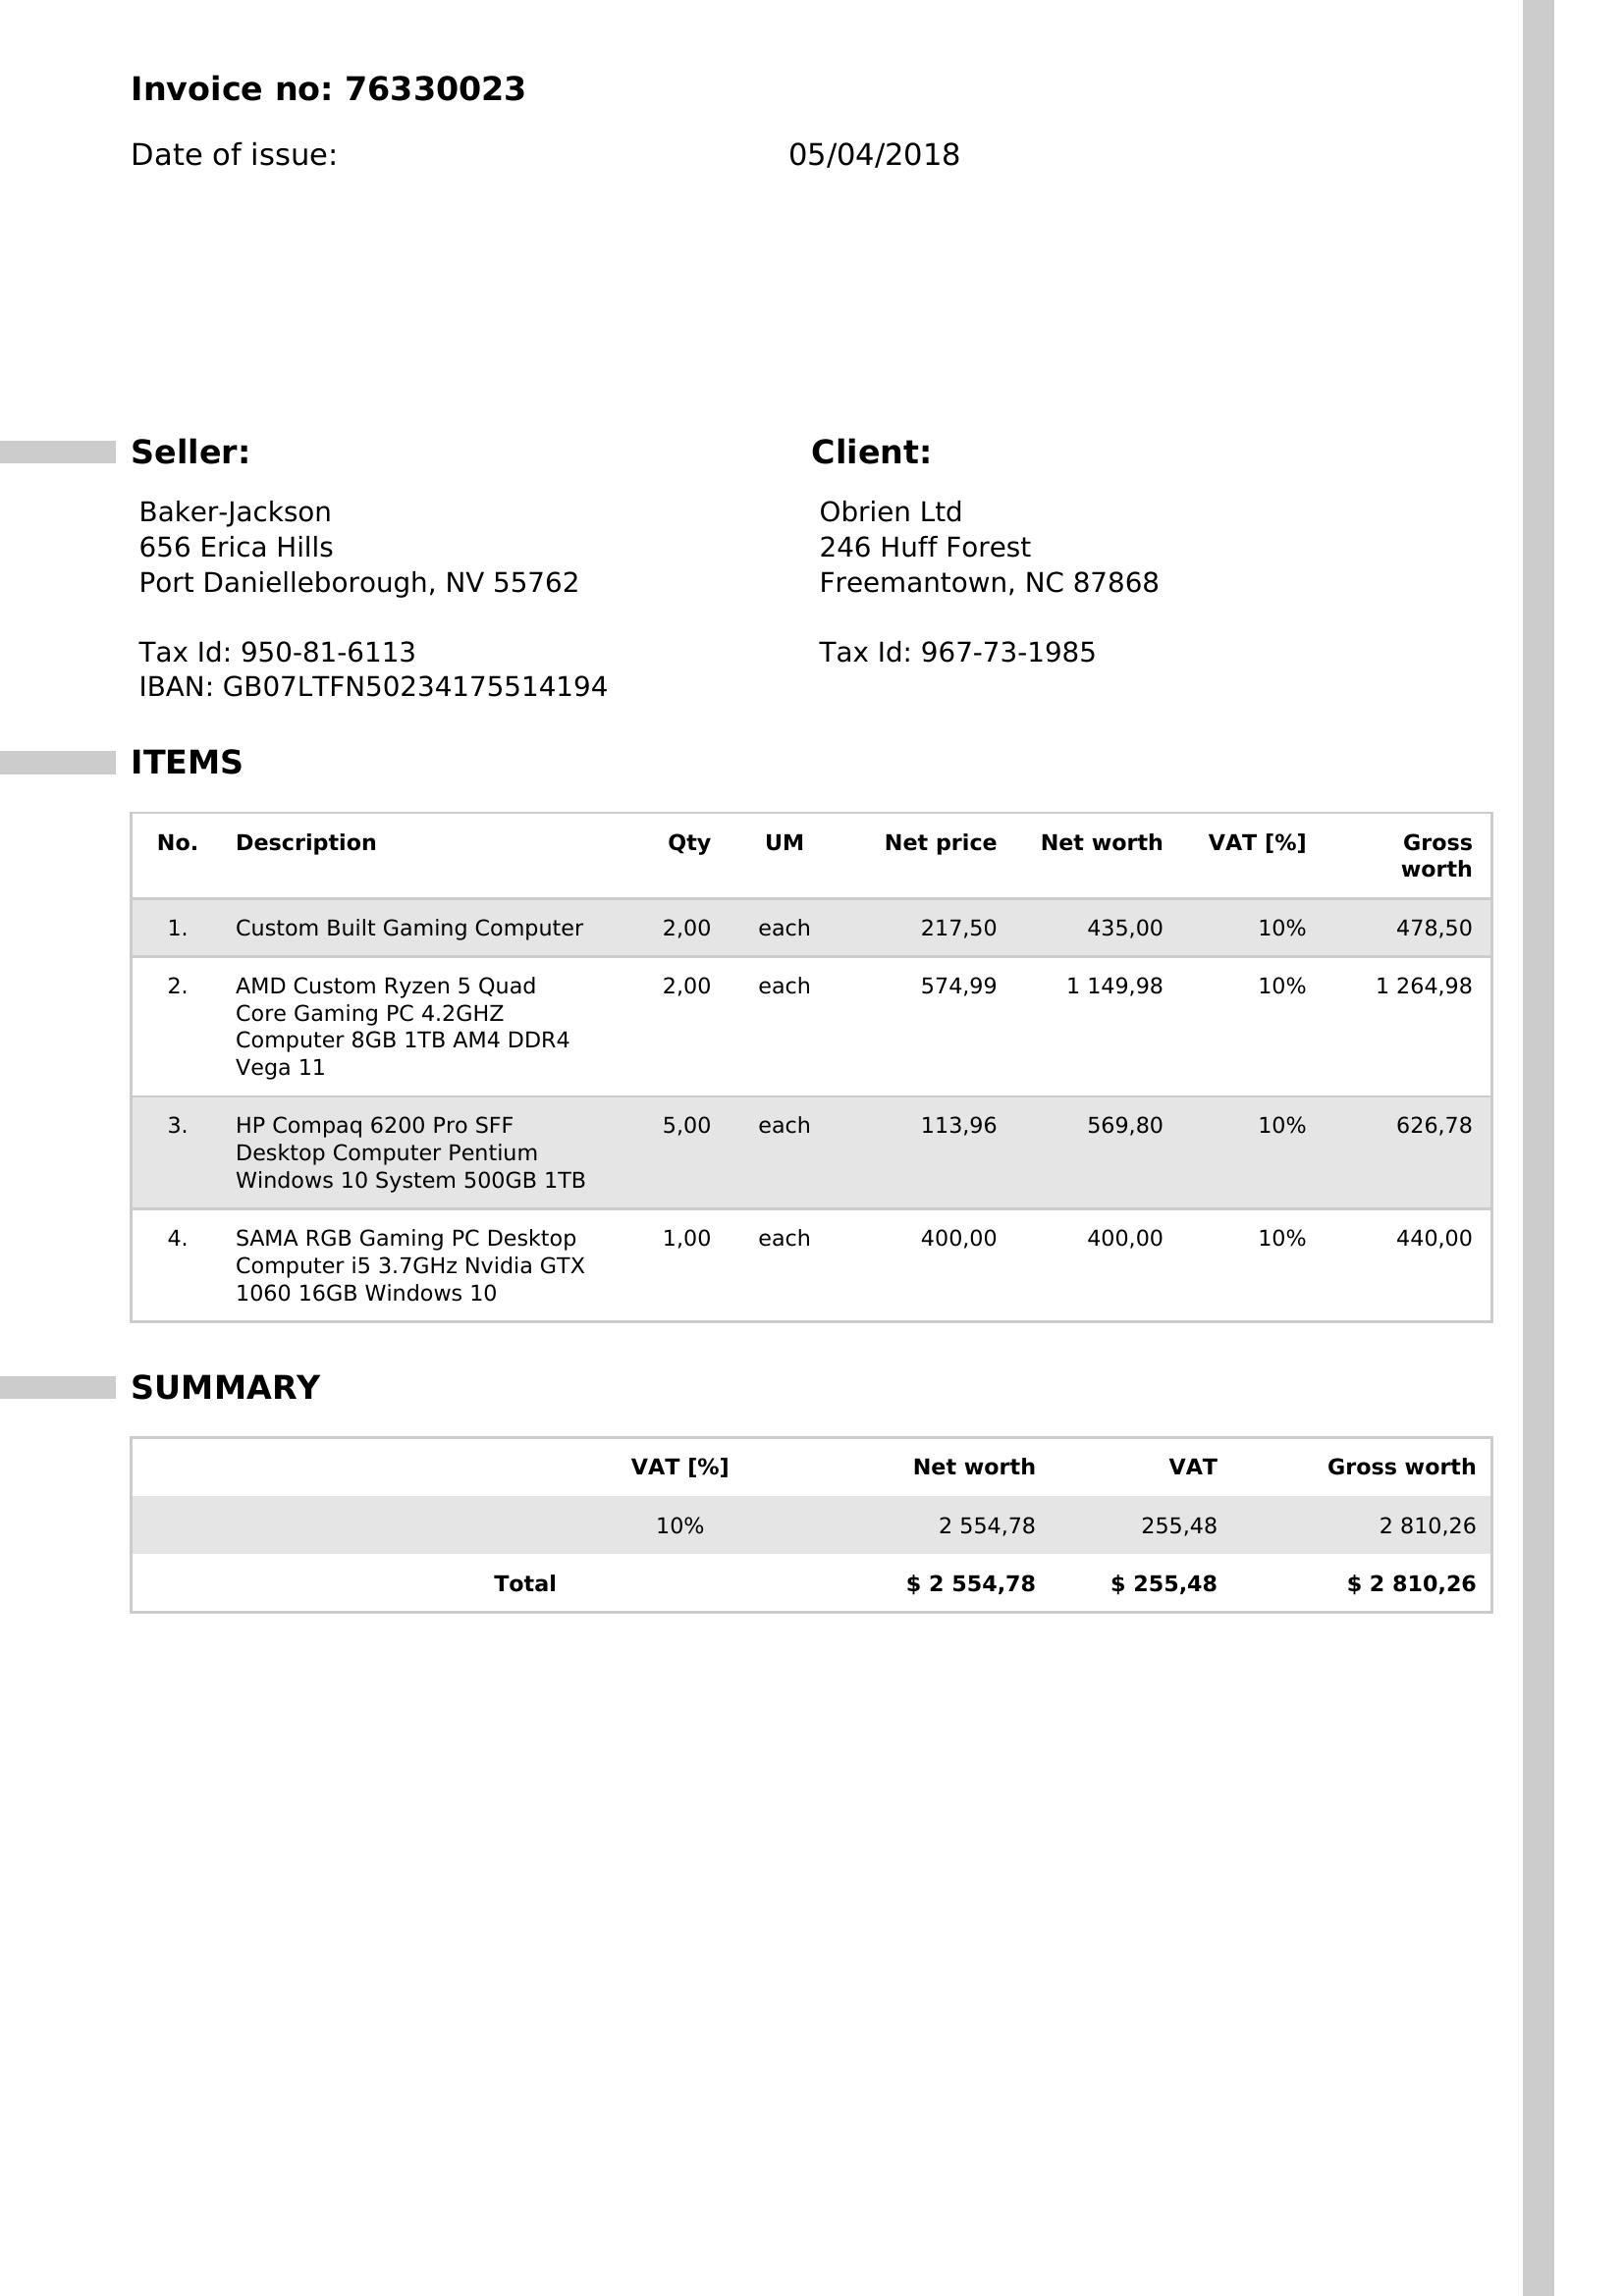 Invoice no: 76330023
Date of issue: 05/04/2018
Seller:
Baker-Jackson
656 Erica Hills
Port Danielleborough, NV 55762
Tax Id: 950-81-6113
IBAN: GB07LTFN50234175514194
Client:
Obrien Ltd
246 Huff Forest
Freemantown, NC 87868
Tax Id: 967-73-1985
ITEMS
No. Description Qty UM Net price Net worth VAT [%] Gross
worth
1. Custom Built Gaming Computer 2,00 each 217,50 435,00 10% 478,50
2. AMD Custom Ryzen 5 Quad 2,00 each 574,99 1 149,98 10% 1 264,98
Core Gaming PC 4.2GHZ
Computer 8GB 1TB AM4 DDR4
Vega 11
3. HP Compaq 6200 Pro SFF 5,00 each 113,96 569,80 10% 626,78
Desktop Computer Pentium
Windows 10 System 500GB 1TB
4. SAMA RGB Gaming PC Desktop 1,00 each 400,00 400,00 10% 440,00
Computer i5 3.7GHz Nvidia GTX
1060 16GB Windows 10
SUMMARY
VAT [%] Net worth VAT Gross worth
10% 2 554,78 255,48 2 810,26
Total $ 2 554,78 $ 255,48 $ 2 810,26